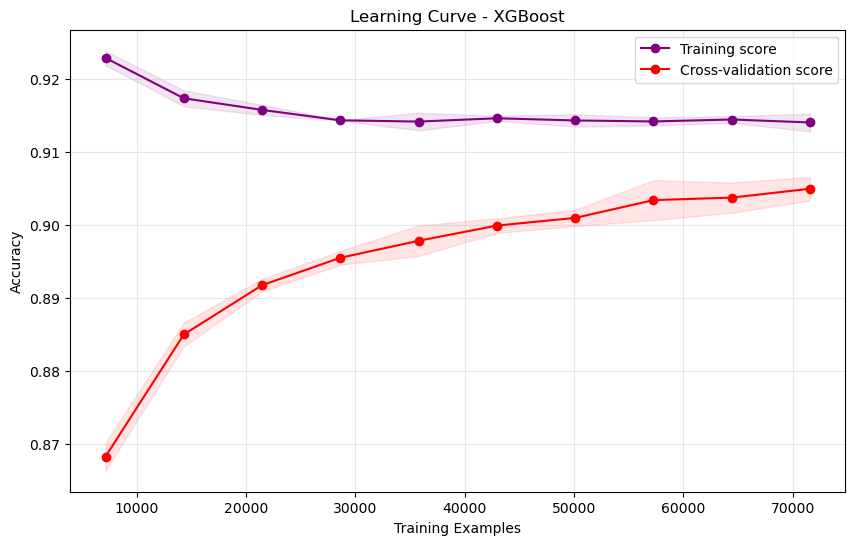 Learning Curve - XGBoost
Training score
Cross-validation score
0.92
0.91
0.90
0.89
0.88
0.87
Accuracy
10000 20000 30000 40000 50000 60000 70000
Training Examples